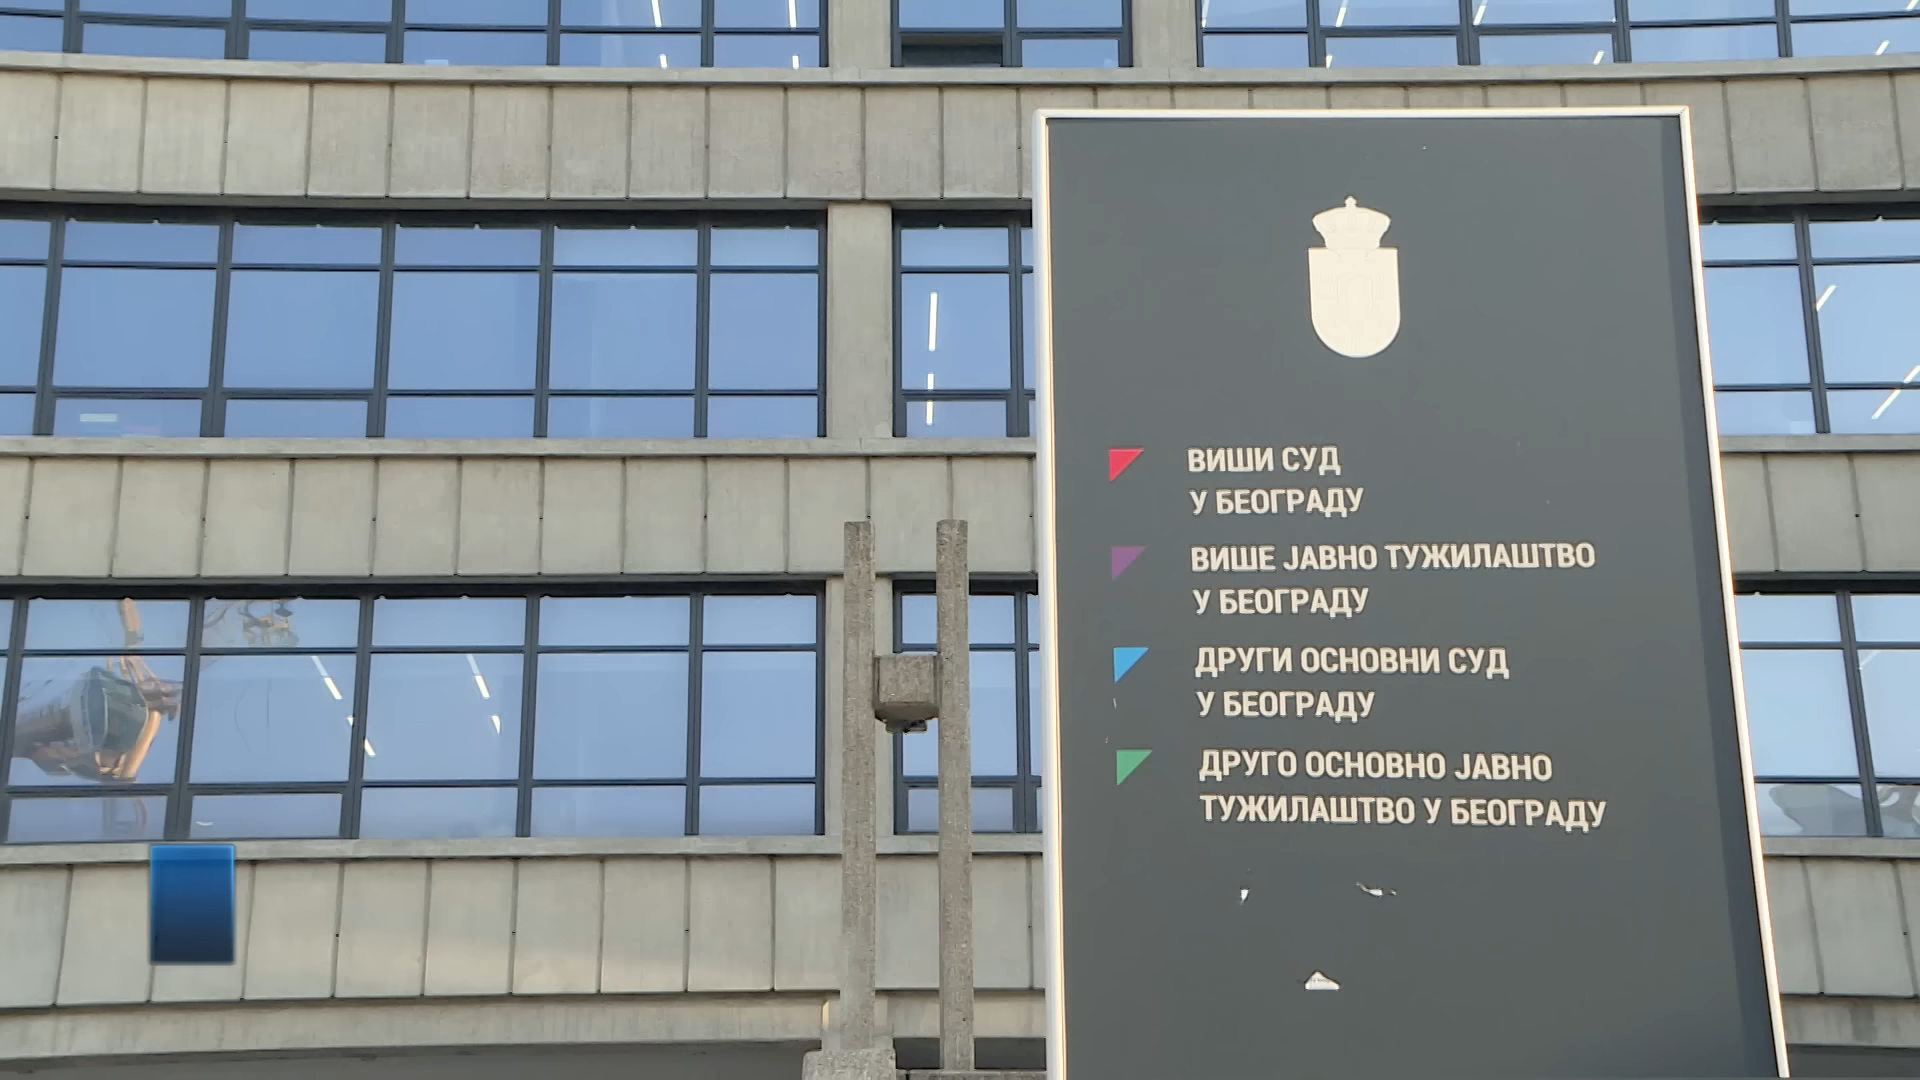 ВИШИ СУД
У БЕОГРАДУ
ВИШЕ ЈАВНО ТУЖИЛАШТВО
У БЕОГРАДУ
ДРУГИ ОСНОВНИ СУД
У БЕОГРАДУ
ДРУГО ОСНОВНО ЈАВНО
ТУЖИЛАШТВО У БЕОГРАДУ